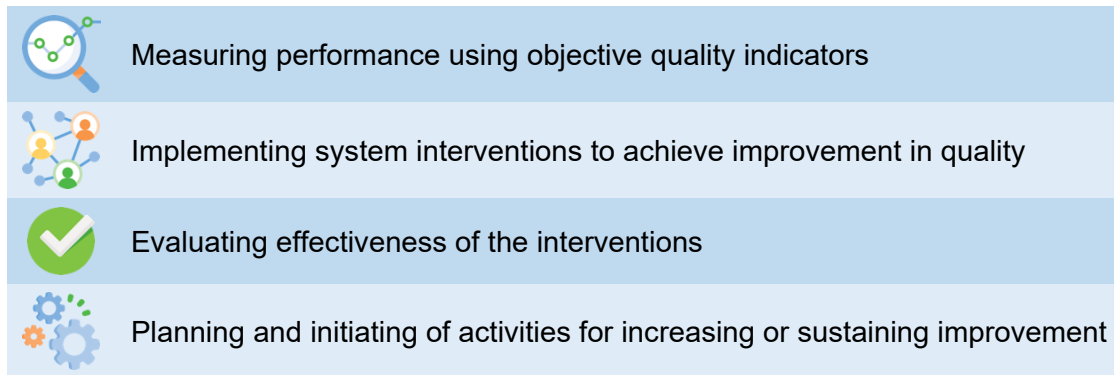 Measuring performance using objective quality indicators
Implementing system interventions to achieve improvement in quality
Evaluating effectiveness of the interventions
Planning and initiating of activities for increasing or sustaining improvement